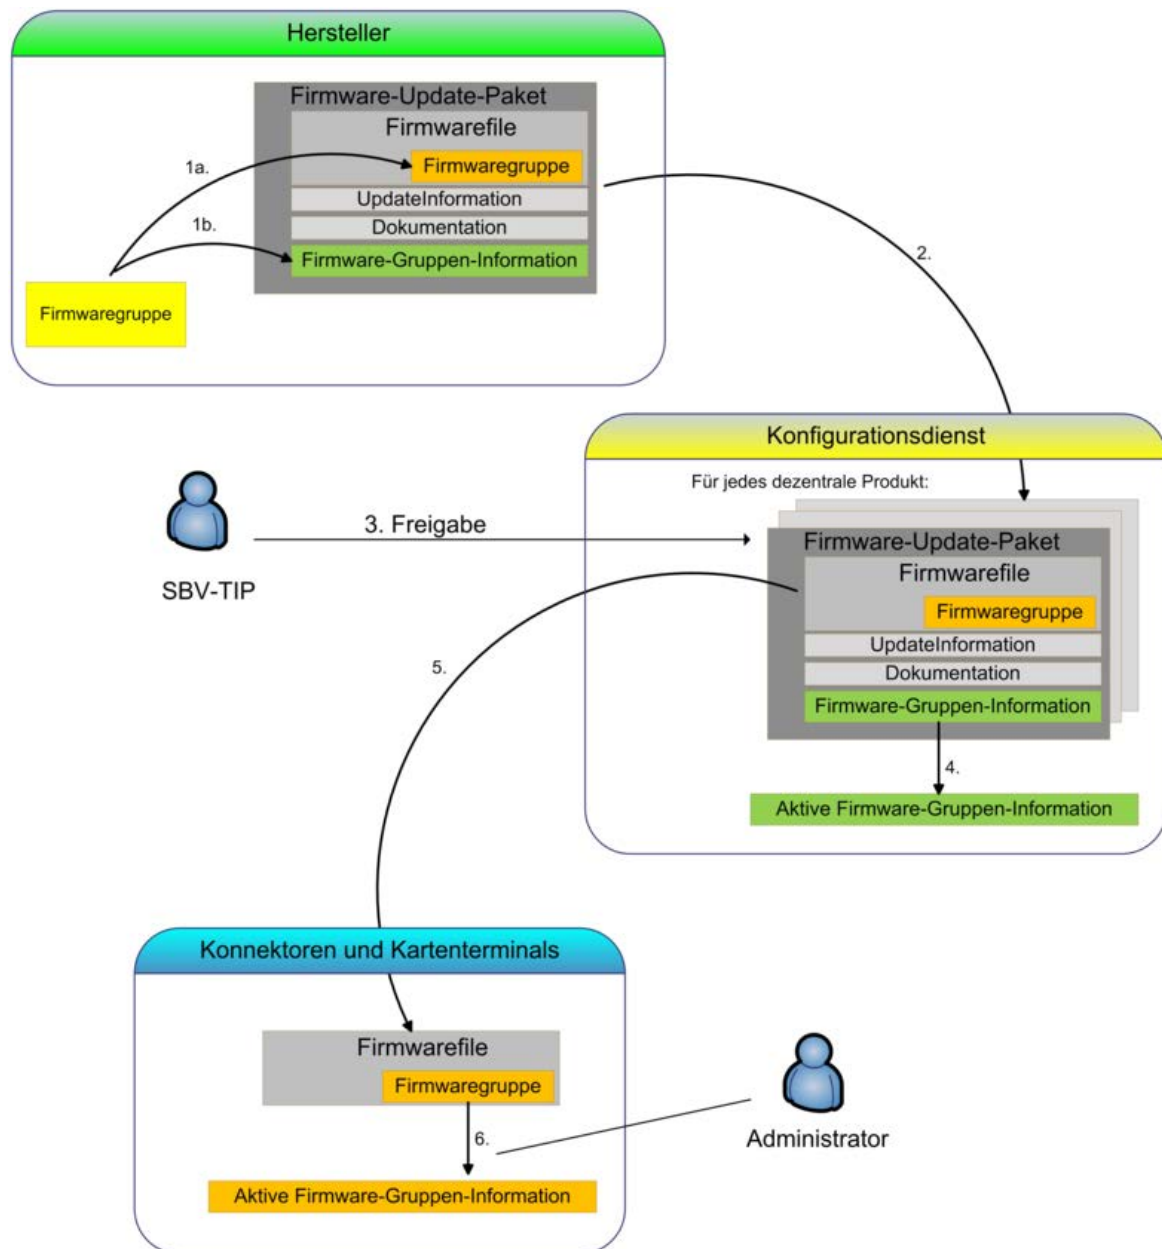 Hersteller
Firmware-Update-Paket
Firmwarefile
1a.
Firmwaregruppe
UpdateInformation
1b.
Dokumentation
Firmware-Gruppen-Information
Firmwaregruppe
2.
Konfigurationsdienst
Für jedes dezentrale Produkt:
3. Freigabe
SBV-TIP
Firmware-Update-Paket
Firmwarefile
Firmwaregruppe
UpdateInformation
Dokumentation
Firmware-Gruppen-Information
4.
Aktive Firmware-Gruppen-Information
5.
Konnektoren und Kartenterminals
Firmwarefile
Firmwaregruppe
6.
Administrator
Aktive Firmware-Gruppen-Information